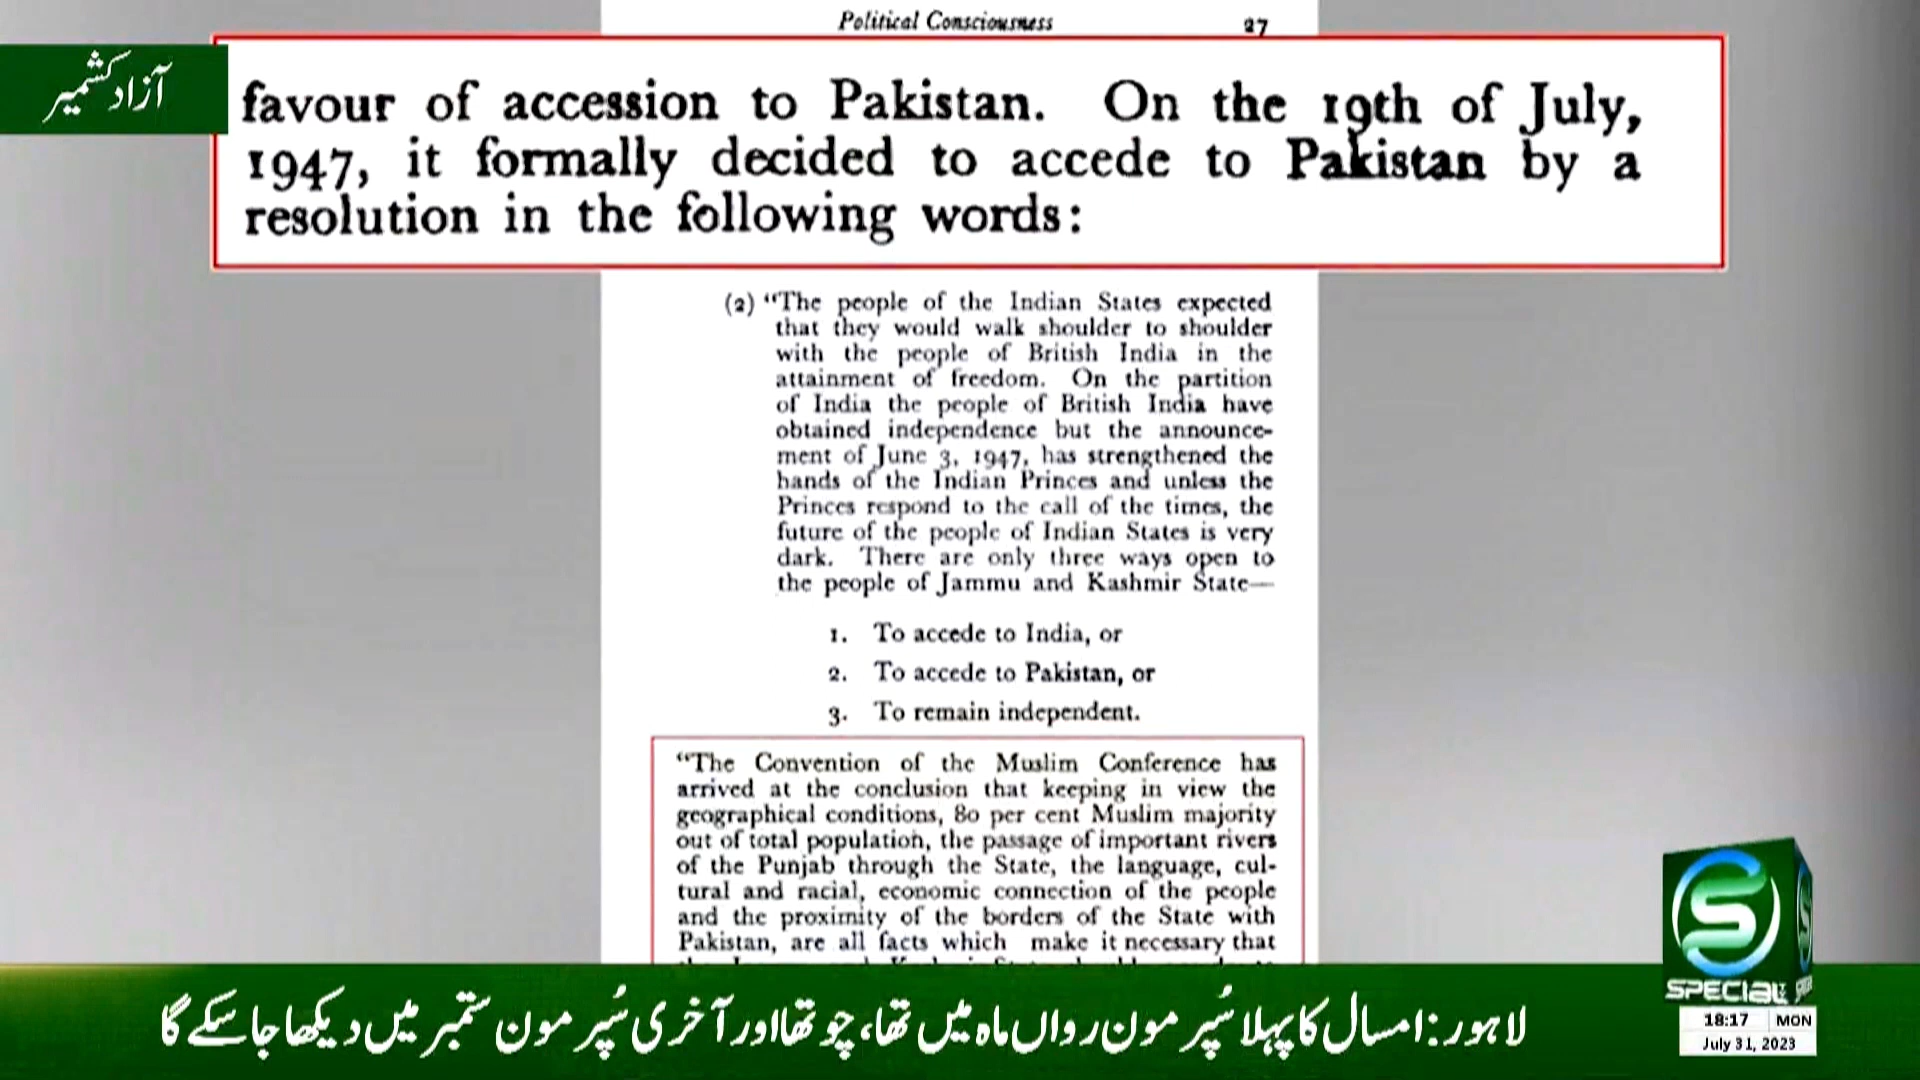 Political Consciousness 27
آزاد کشمیر
favour of accession to Pakistan. On the 19th of July,
1947, it formally decided to accede to Pakistan by a
resolution in the following words:
(2) “The people of the Indian States expected
that they would walk shoulder to shoulder
with the people of British India in the
attainment of freedom. On the partition
of India the people of British India have
obtained independence but the announce-
ment of June 3, 1947, has strengthened the
hands of the Indian Princes and unless the
Princes respond to the call of the times, the
future of the people of Indian States is very
dark. There are only three ways open to
the people of Jammu and Kashmir State—
1. To accede to India, or
2. To accede to Pakistan, or
3. To remain independent.
“The Convention of the Muslim Conference has
arrived at the conclusion that keeping in view the
geographical conditions, 80 per cent Muslim majority
out of total population, the passage of important rivers
of the Punjab through the State, the language, cul-
tural and racial, economic connection of the people
and the proximity of the borders of the State with
Pakistan, are all facts which make it necessary that
S
SPECIAL
لاہور: امسال کا پہلا سُپر مون رواں ماہ میں تھا، چوتھا اور آخری سُپر مون ستمبر میں دیکھا جا سکے گا
18:17 MON
July 31, 2023